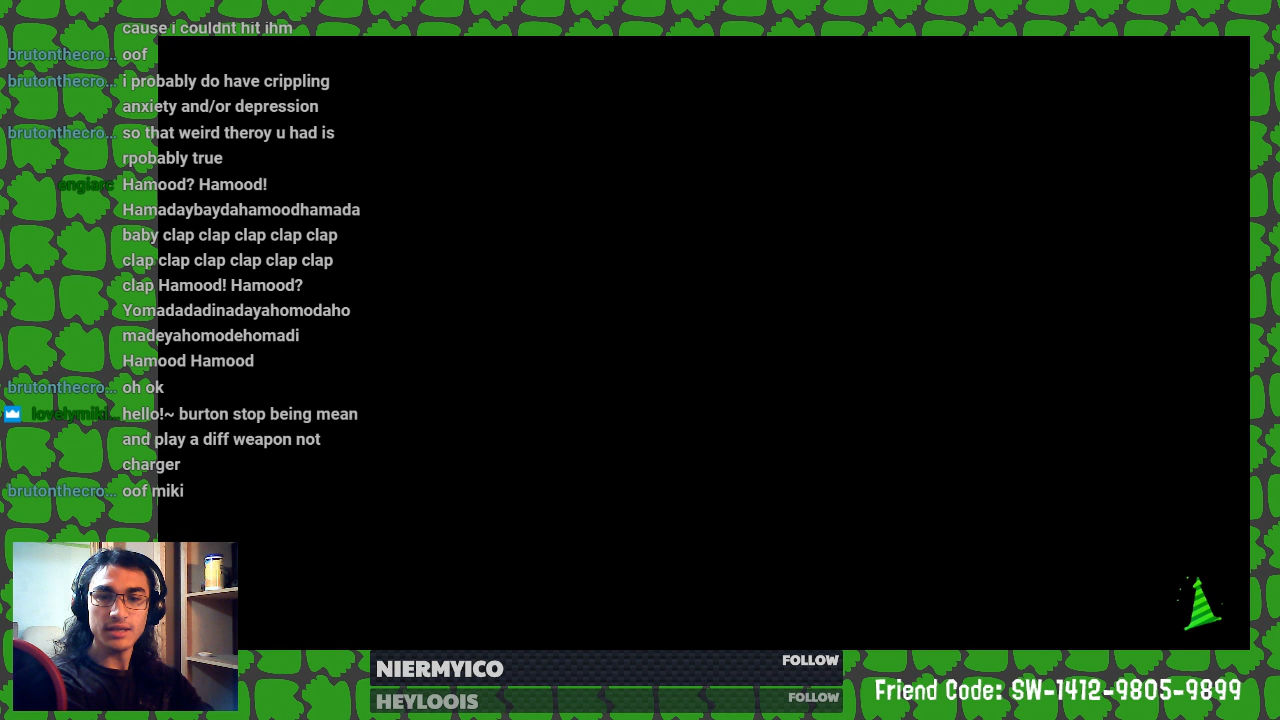 cause i couldnt hit ihm
brutonthecro... oof
brutonthecro... i probably do have crippling
anxiety and/or depression
brutonthecro... so that weird theroy u had is
rpobably true
engiarc Hamood? Hamood!
Hamadaybaydahamoodhamada
baby clap clap clap clap clap
clap clap clap clap clap clap
clap Hamood! Hamood?
Yomadadadinadayahomodaho
madeyahomodehomadi
Hamood Hamood
brutonthecro... oh ok
lovelymiki... hello!~ burton stop being mean
and play a diff weapon not
charger
brutonthecro... oof miki
NIERMYICO FOLLOW
HEYLOOIS FOLLOW
Friend Code: SW-1412-9805-9899